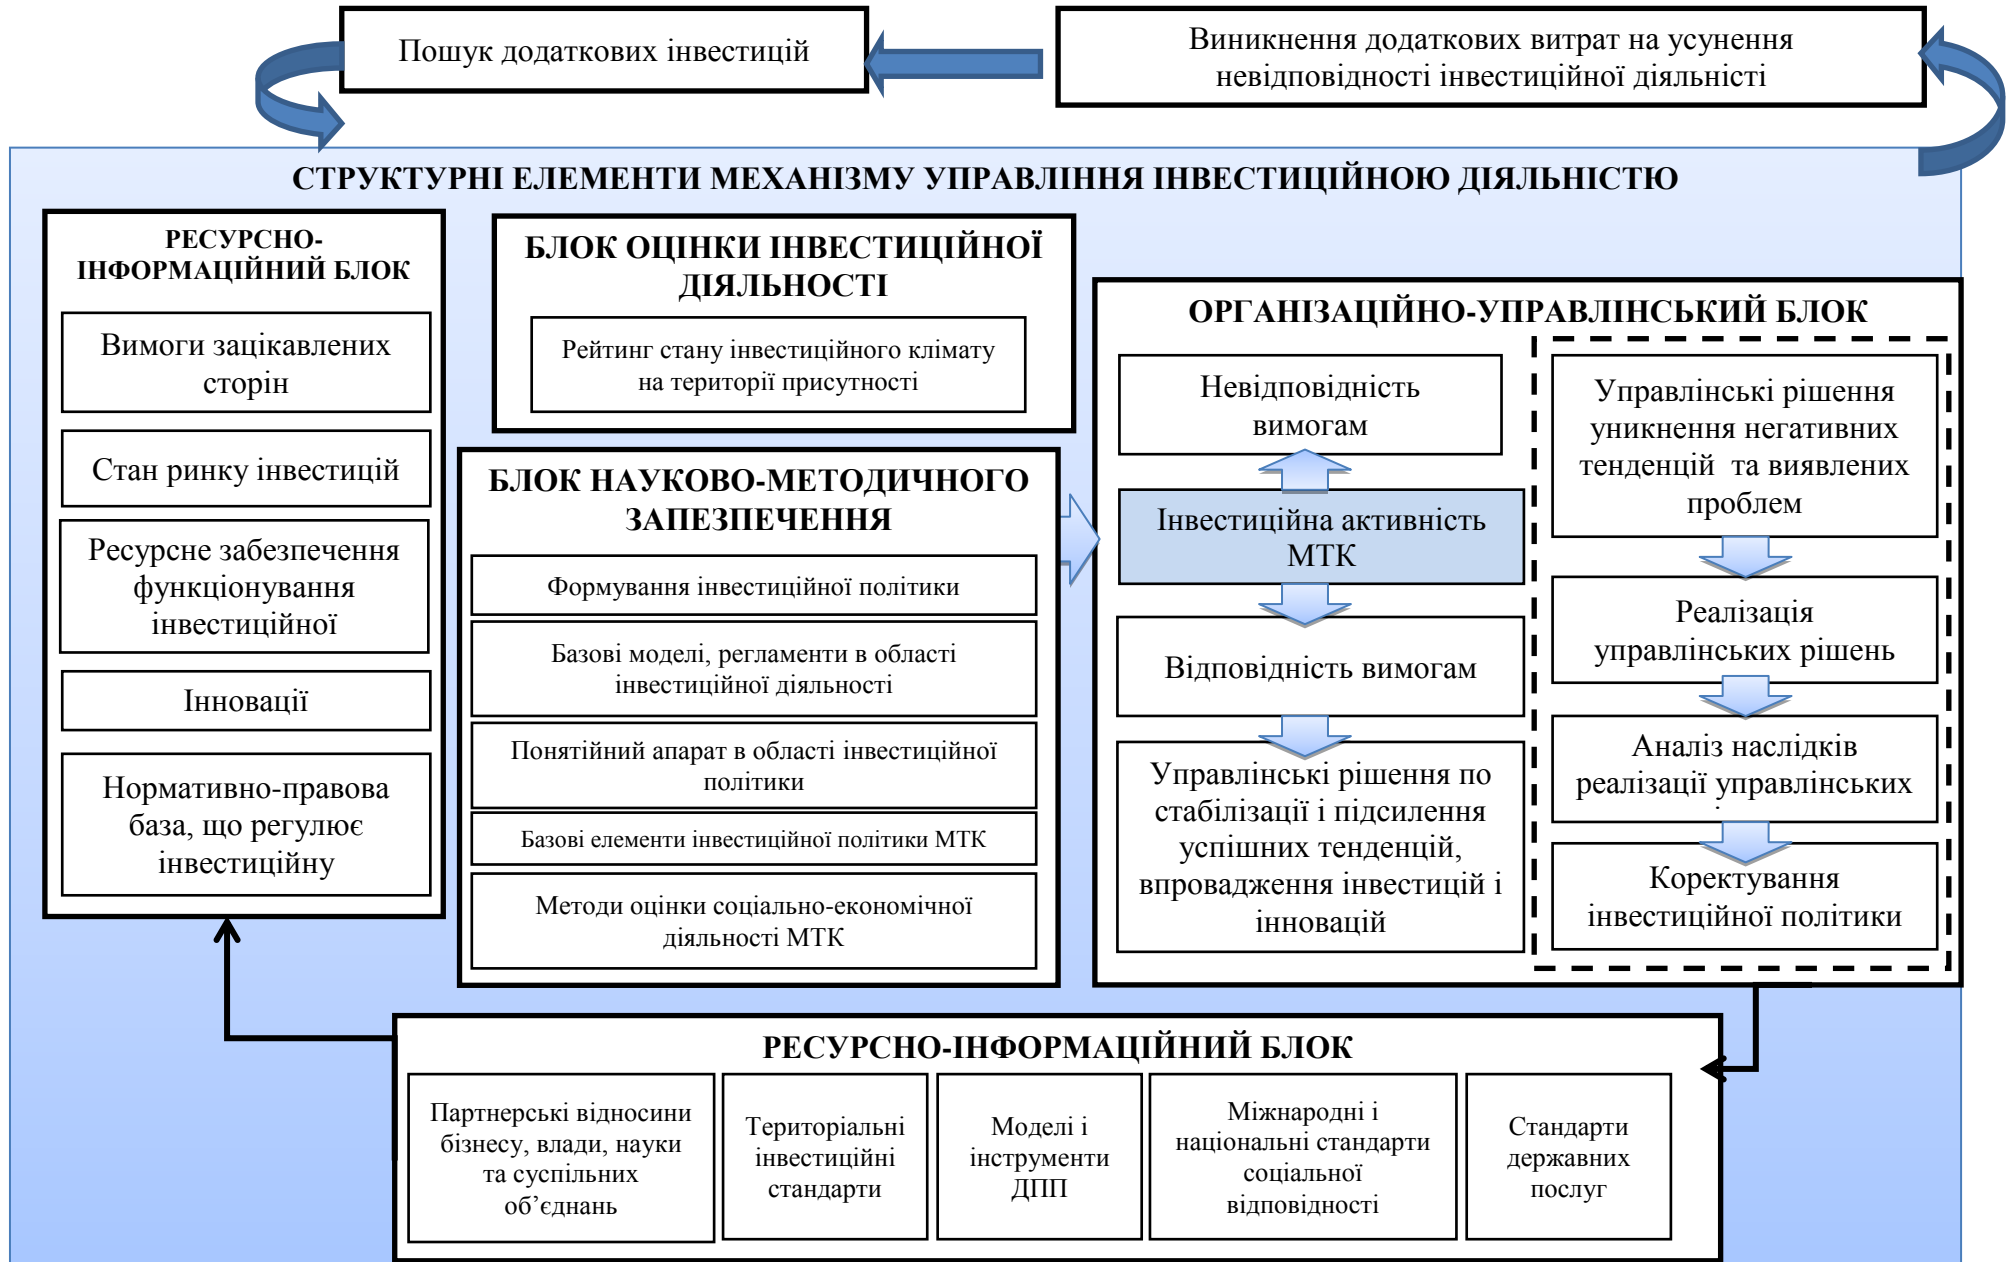 Пошук додаткових інвестицій
Виникнення додаткових витрат на усунення
невідповідності інвестиційної діяльністі
СТРУКТУРНІ ЕЛЕМЕНТИ МЕХАНІЗМУ УПРАВЛІННЯ ІНВЕСТИЦІЙНОЮ ДІЯЛЬНІСТЮ
РЕСУРСНО-
ІНФОРМАЦІЙНИЙ БЛОК
Вимоги зацікавлених
сторін
Стан ринку інвестицій
Ресурсне забезпечення
функціонування
інвестиційної
Інновації
Нормативно-правова
база, що регулює
інвестиційну
БЛОК ОЦІНКИ ІНВЕСТИЦІЙНОЇ
ДІЯЛЬНОСТІ
Рейтинг стану інвестиційного клімату
на території присутності
БЛОК НАУКОВО-МЕТОДИЧНОГО
ЗАПЕЗПЕЧЕННЯ
Формування інвестиційної політики
Базові моделі, регламенти в області
інвестиційної діяльності
Понятійний апарат в області інвестиційної
політики
Базові елементи інвестиційної політики МТК
Методи оцінки соціально-економічної
діяльності МТК
ОРГАНІЗАЦІЙНО-УПРАВЛІНСЬКИЙ БЛОК
Невідповідність
вимогам
Інвестиційна активність
МТК
Відповідність вимогам
Управлінські рішення по
стабілізації і підсилення
успішних тенденцій,
впровадження інвестицій і
інновацій
Управлінські рішення
уникнення негативних
тенденцій та виявлених
проблем
Реалізація
управлінських рішень
Аналіз наслідків
реалізації управлінських
Коректування
інвестиційної політики
РЕСУРСНО-ІНФОРМАЦІЙНИЙ БЛОК
Партнерські відносини
бізнесу, влади, науки
та суспільних
об’єднань
Територіальні
інвестиційні
стандарти
Моделі і
інструменти
ДПП
Міжнародні і
національні стандарти
соціальної
відповідності
Стандарти
державних
послуг